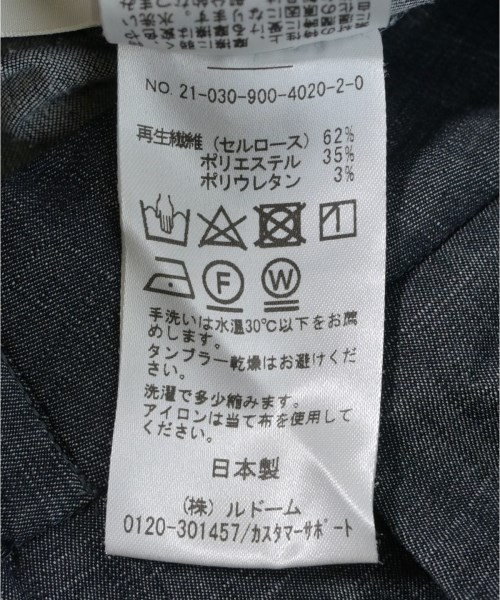 NO. 21-030-900-4020-2-0
再生繊維（セルロース） 62%
ポリエステル 35%
ポリウレタン 3%
F W
手洗いは水温30℃以下をお薦
めします。
タンブラー乾燥はお避けくだ
さい。
洗濯で多少縮みます。
アイロンは当て布を使用して
ください。
日本製
（株）ルドーム
0120-301457/ｶｽﾀﾏｰｻﾎﾟｰﾄ